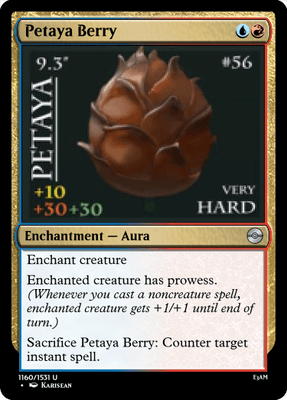 Petaya Berry
9.3"
#56
PETAYA
+10
+30+30
VERY
HARD
Enchantment — Aura
Enchant creature
Enchanted creature has prowess.
(Whenever you cast a noncreature spell,
enchanted creature gets +1/+1 until end of
turn.)
Sacrifice Petaya Berry: Counter target
instant spell.
1160/1531 U
E3AM
• Karisean